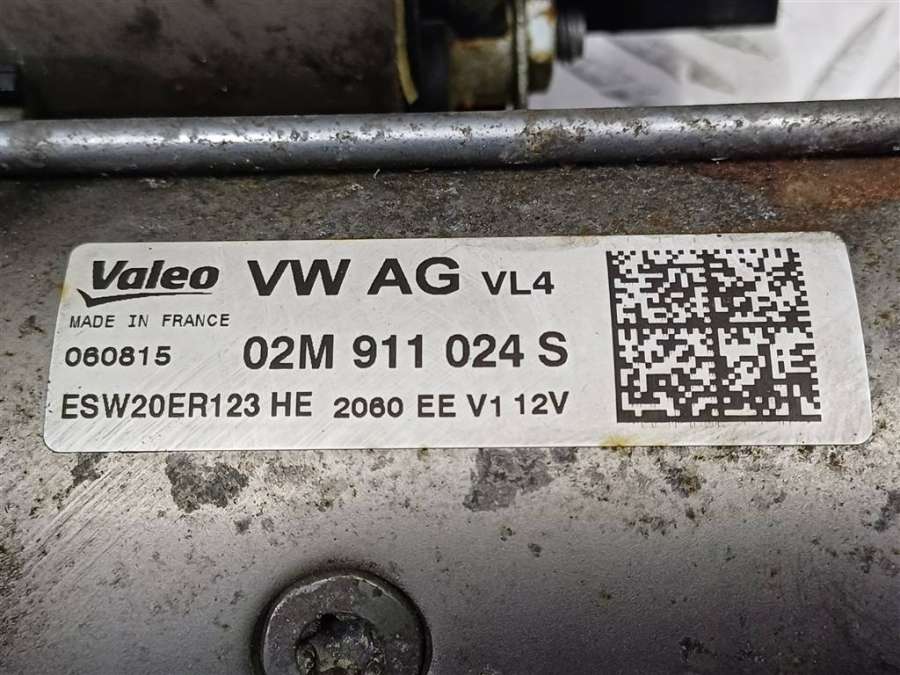 Valeo VW AG VL4
MADE IN FRANCE
060815 02M 911 024 S
ESW20ER123 HE 2060 EE V1 12V